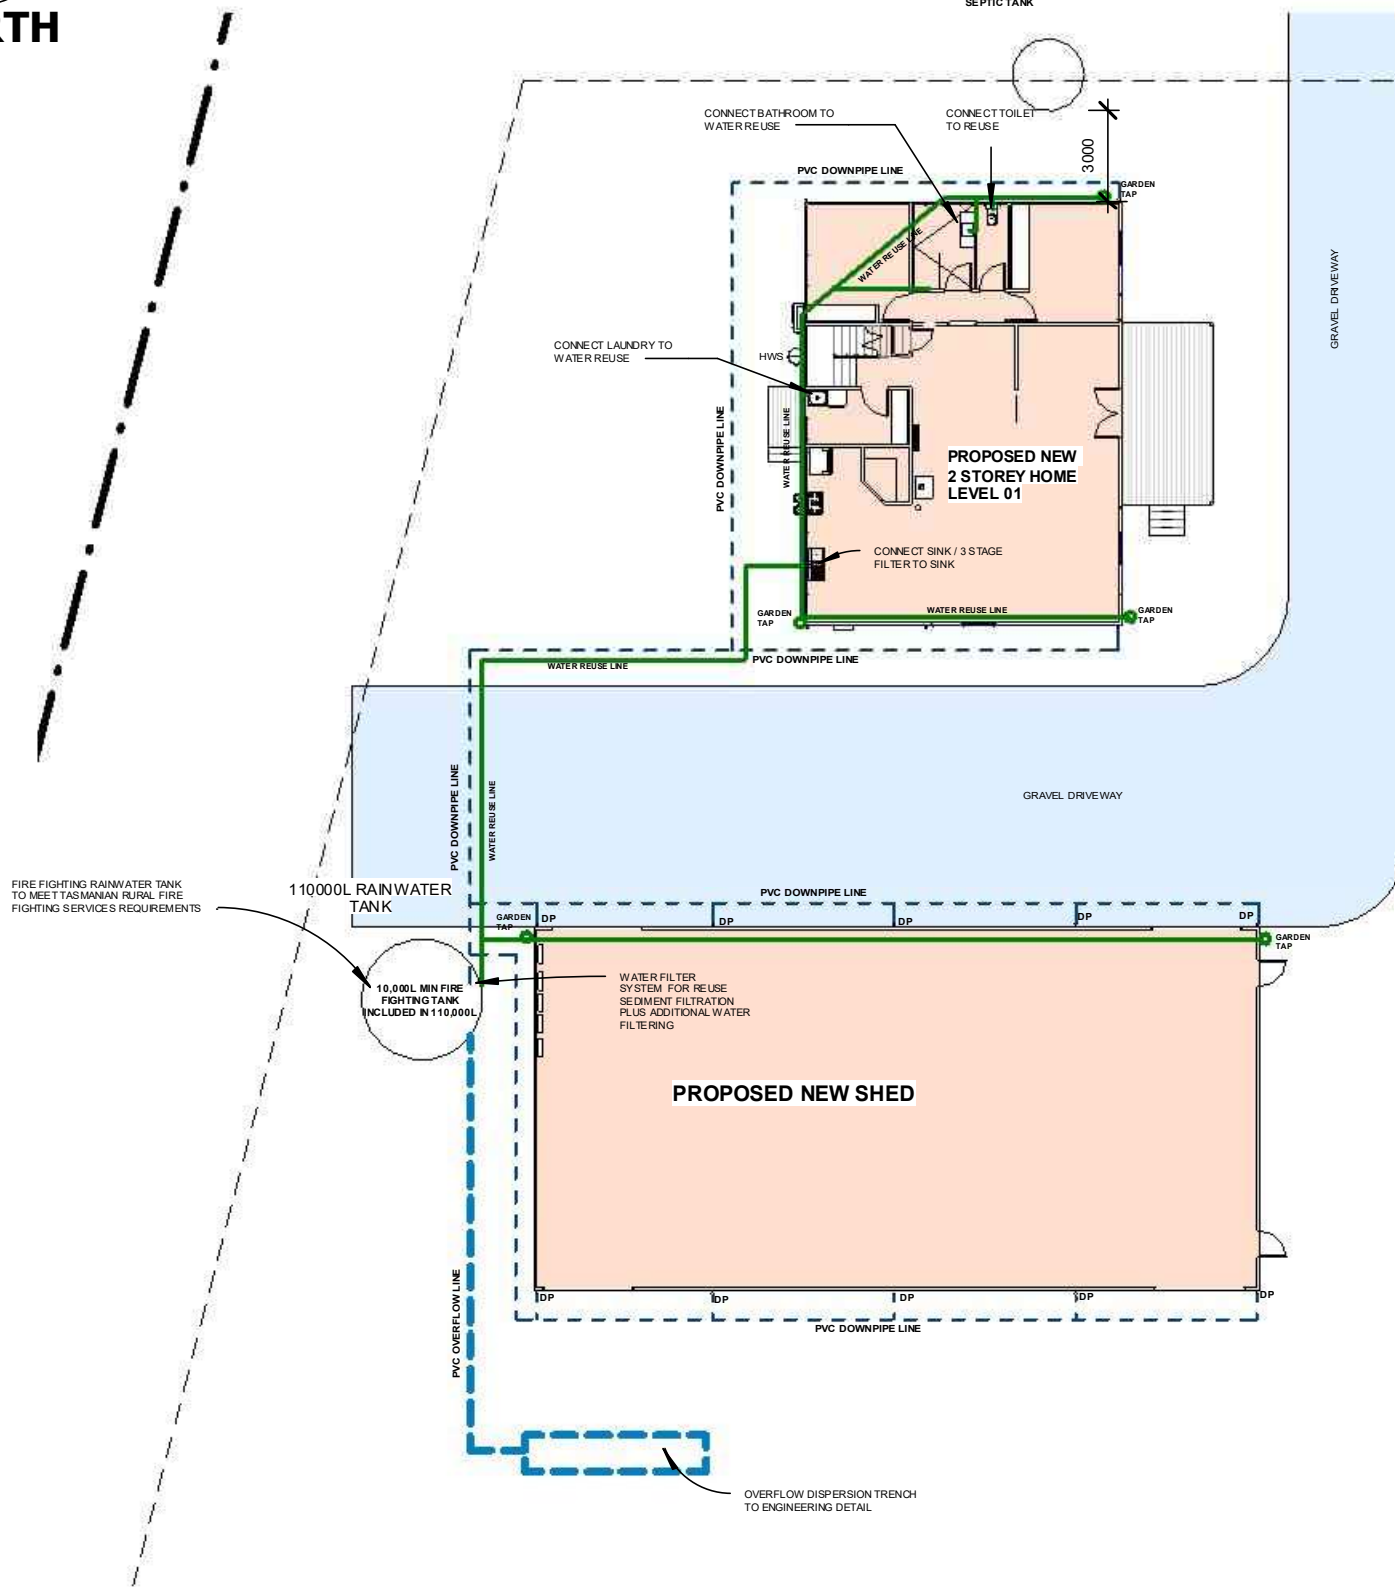 RTH
SEPTIC TANK
CONNECT BATHROOM TO
WATER REUSE
CONNECT TOILET
TO REUSE
3000
PVC DOWNPIPE LINE
GARDEN
TAP
WATER REUSE LINE
GRAVEL DRIVEWAY
CONNECT LAUNDRY TO
WATER REUSE
HWS
PVC DOWNPIPE LINE
WATER REUSE LINE
PROPOSED NEW
2 STOREY HOME
LEVEL 01
CONNECT SINK / 3 STAGE
FILTER TO SINK
GARDEN
TAP
WATER REUSE LINE
GARDEN
TAP
WATER REUSE LINE
PVC DOWNPIPE LINE
PVC DOWNPIPE LINE
WATER REUSE LINE
GRAVEL DRIVEWAY
FIRE FIGHTING RAINWATER TANK
TO MEET TASMANIAN RURAL FIRE
FIGHTING SERVICES REQUIREMENTS
110000L RAINWATER
TANK
PVC DOWNPIPE LINE
GARDEN
TAP
DP
DP
DP
DP
DP
GARDEN
TAP
10,000L MIN FIRE
FIGHTING TANK
INCLUDED IN 110,000L
WATER FILTER
SYSTEM FOR REUSE
SEDIMENT FILTRATION
PLUS ADDITIONAL WATER
FILTERING
PROPOSED NEW SHED
PVC OVERFLOW LINE
DP
DP
DP
DP
DP
PVC DOWNPIPE LINE
OVERFLOW DISPERSION TRENCH
TO ENGINEERING DETAIL